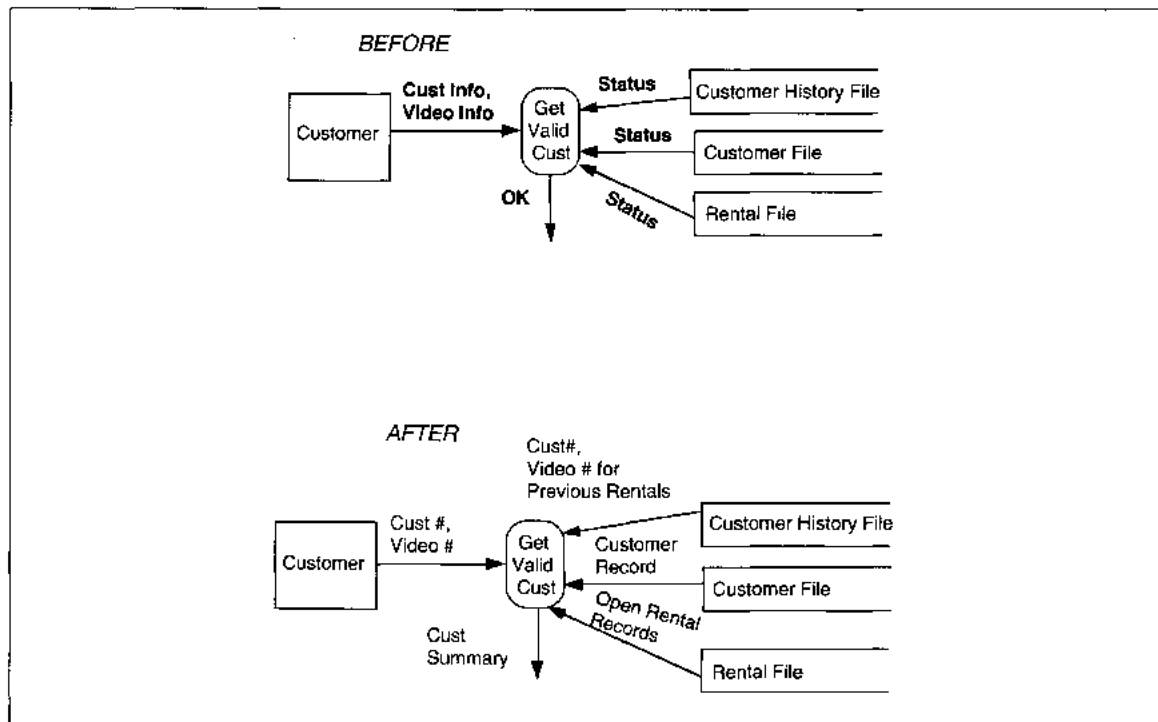 BEFORE
Cust Info,
Video Info
Customer
Get
Valid
Cust
OK
Status
Customer History File
Status
Customer File
Status
Rental File
AFTER
Cust#,
Video # for
Previous Rentals
Cust #,
Video #
Customer
Get
Valid
Cust
Cust
Summary
Customer History File
Customer
Record
Customer File
Open Rental
Records
Rental File